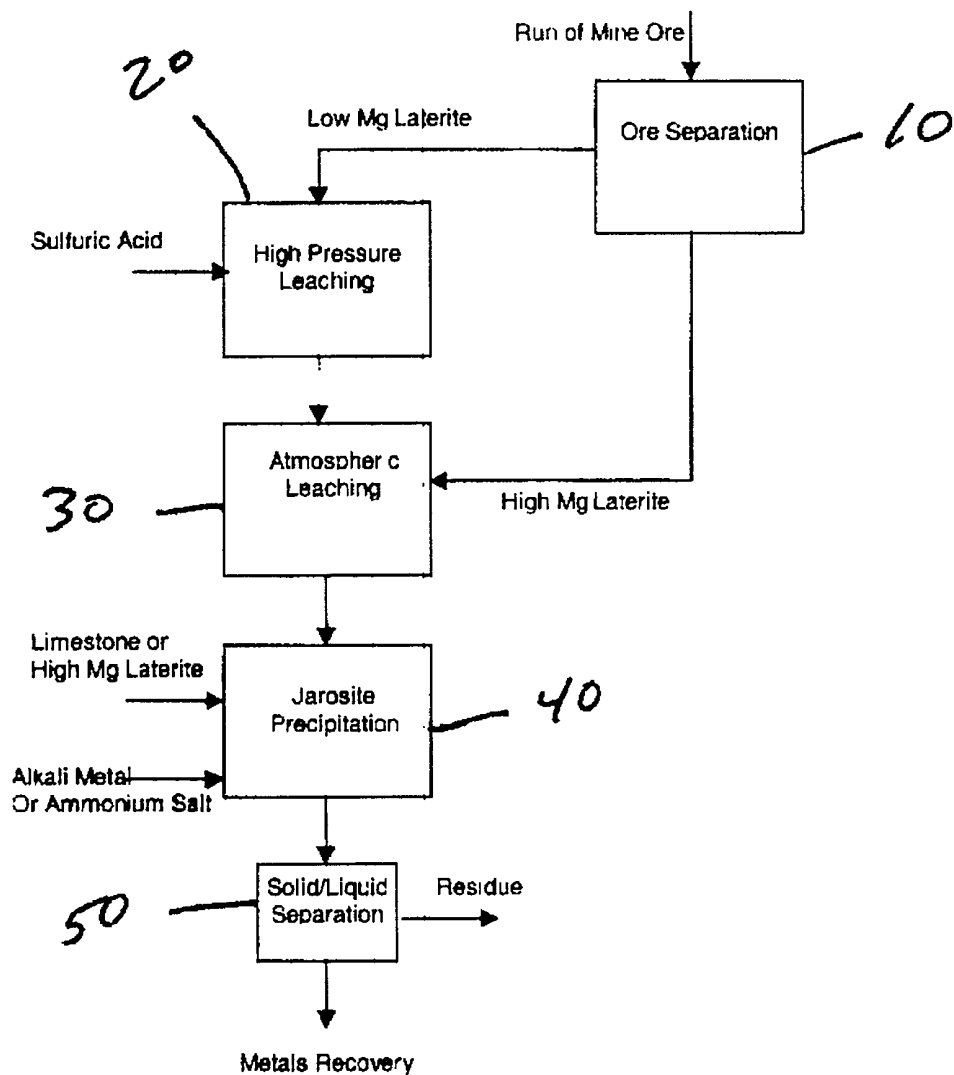 Run of Mine Ore
20
Low Mg Laterite
Ore Separation
10
Sulfuric Acid
High Pressure
Leaching
Atmospher c
Leaching
30
High Mg Laterite
Limestone or
High Mg Laterite
Jarosite
Precipitation
40
Alkali Metal
Or Ammonium Salt
Solid/Liquid
Separation
Residue
50
Metals Recovery